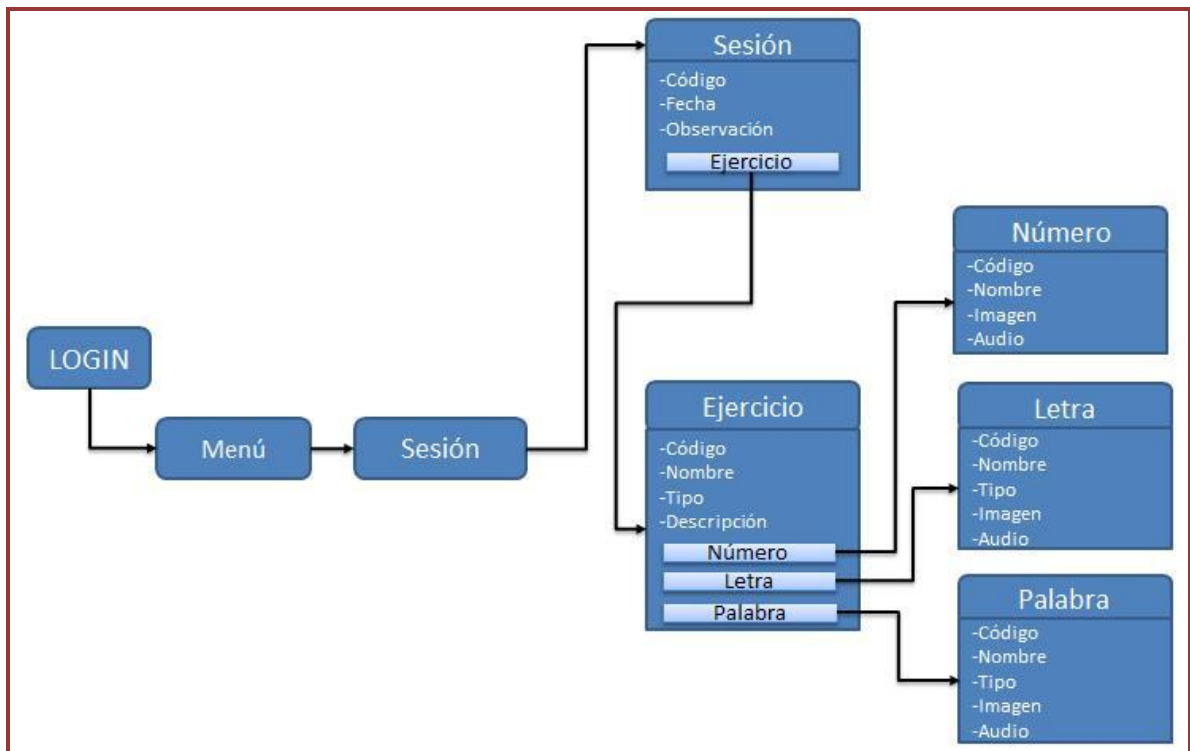 LOGIN
Menú
Sesión
Sesión
-Código
-Fecha
-Observación
Ejercicio
Ejercicio
-Código
-Nombre
-Tipo
-Descripción
Número
Letra
Palabra
Número
-Código
-Nombre
-Imagen
-Audio
Letra
-Código
-Nombre
-Tipo
-Imagen
-Audio
Palabra
-Código
-Nombre
-Tipo
-Imagen
-Audio